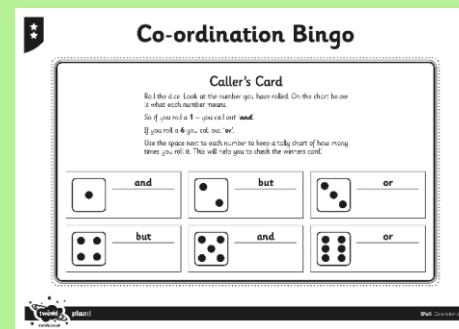 Co-ordination Bingo
Caller's Card
Roll the dice. Look at the number you have rolled. On the chart below
is what each number means.
So if you roll a 1 – you call out 'and'.
If you roll a 6 you call out 'or'.
Use the space next to each number to keep a tally chart of how many
times you roll it. This will help you to check the winners card.
and but or
but and or
twinkl planit